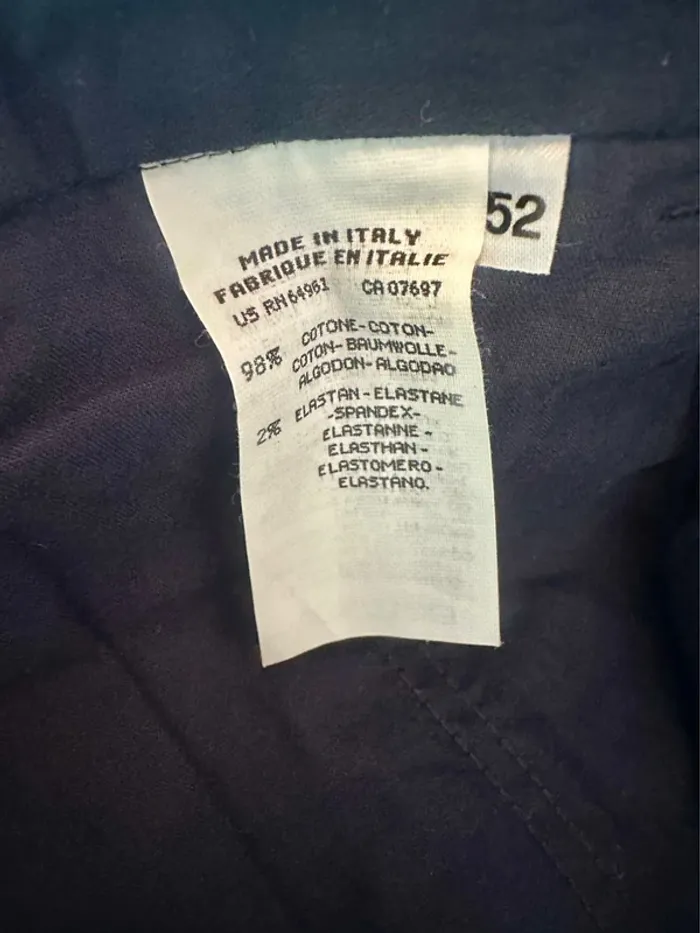 52
MADE IN ITALY
FABRIQUE EN ITALIE
US RN 64961 CA 07697
98% COTONE-COTON-
COTON-BAUMWOLLE-
ALGODON-ALGODAO
2% ELASTAN-ELASTANE
-SPANDEX-
ELASTANNE-
ELASTHAN-
ELASTOMERO-
ELASTANO.